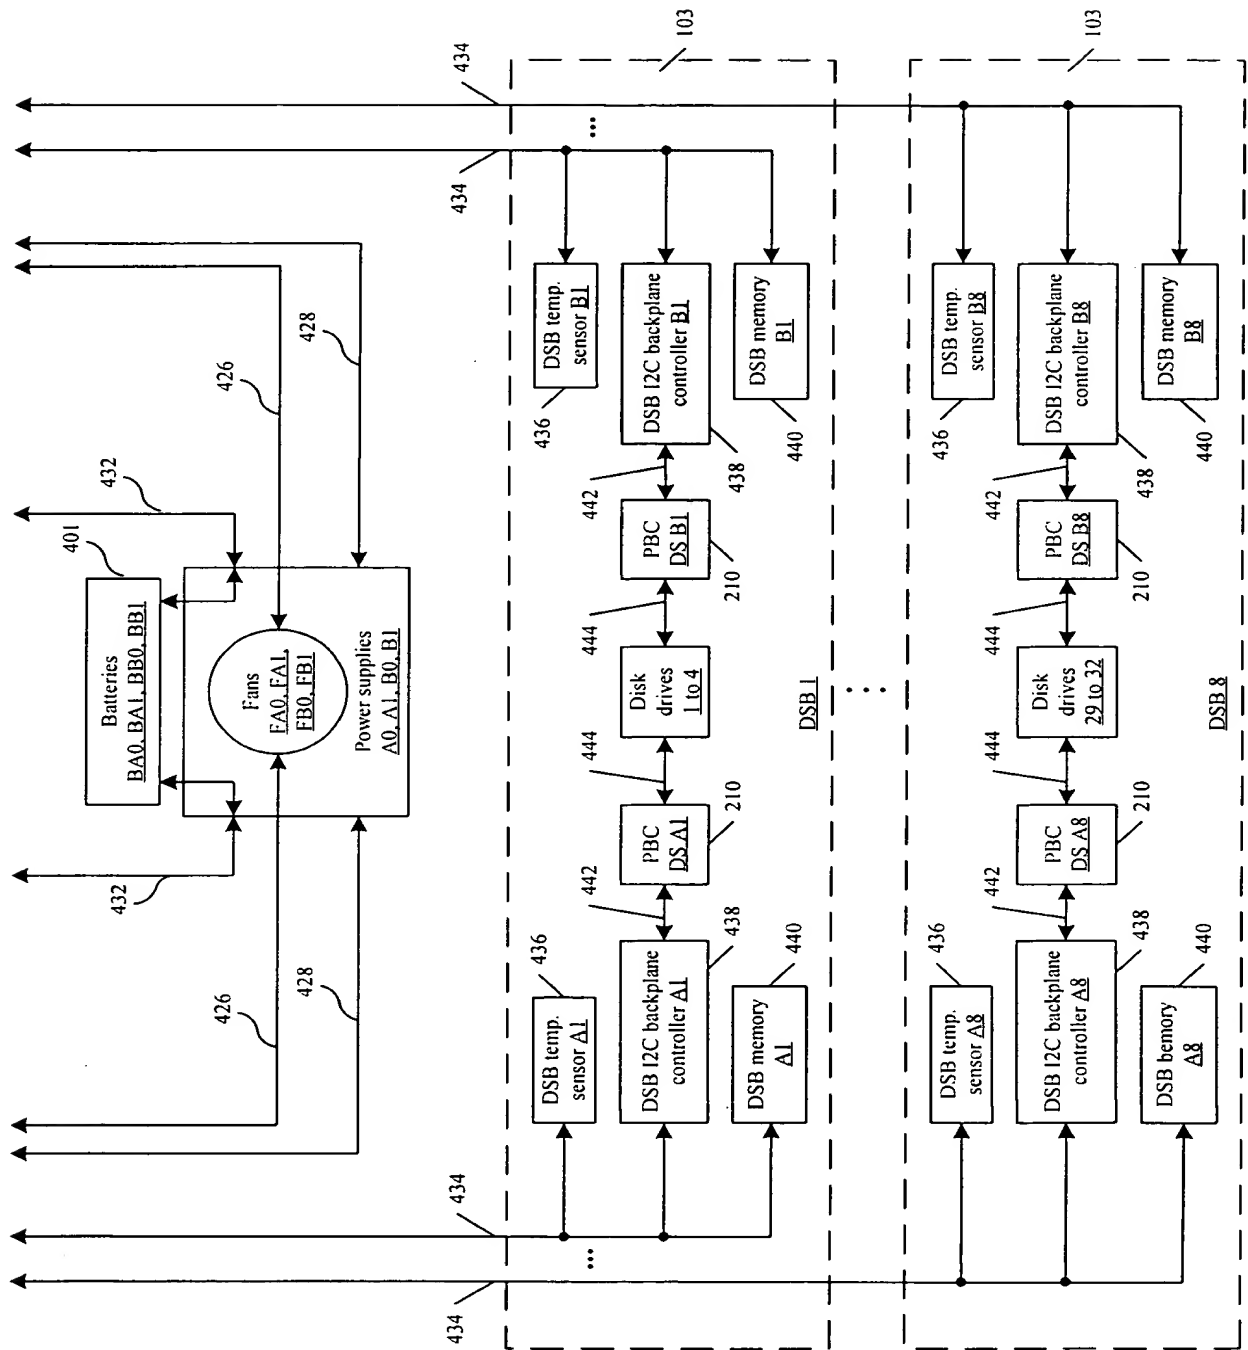 401
432
432
Batteries
BA0, BA1, BB0, BB1
426
426
428
428
Fans
FA0, FA1,
FB0, FB1
Power supplies
A0, A1, B0, B1
434
434
434
434
...
...
103
436
DSB temp.
sensor A1
DSB temp.
sensor B1
436
DSB I2C backplane
controller A1
438
442
PBC
DS A1
210
444
Disk
drives
1 to 4
444
PBC
DS B1
210
442
DSB I2C backplane
controller B1
438
DSB memory
A1
440
DSB memory
B1
440
DSB 1
...
103
436
DSB temp.
sensor A8
DSB temp.
sensor B8
436
DSB I2C backplane
controller A8
438
442
PBC
DS A8
210
444
Disk
drives
29 to 32
444
PBC
DS B8
210
442
DSB I2C backplane
controller B8
438
DSB bemory
A8
440
DSB memory
B8
440
DSB 8